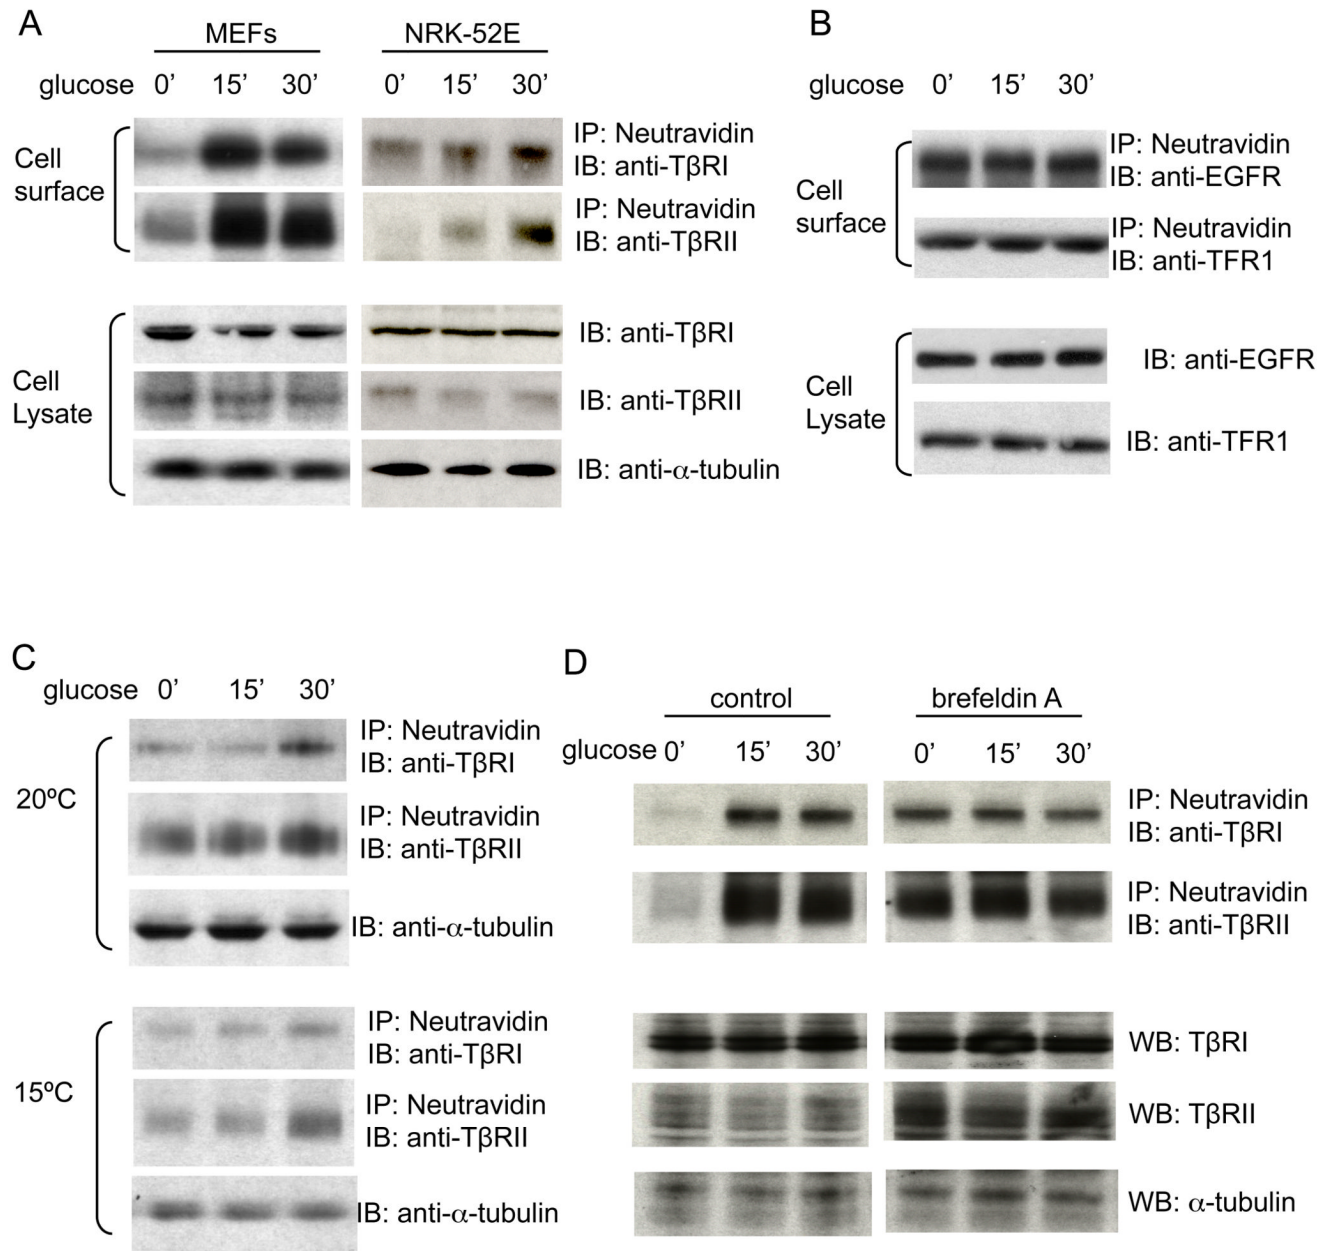 A
MEFs NRK-52E
glucose 0’ 15’ 30’ 0’ 15’ 30’
Cell surface
IP: Neutravidin
IB: anti-TβRI
IP: Neutravidin
IB: anti-TβRII
Cell Lysate
IB: anti-TβRI
IB: anti-TβRII
IB: anti-α-tubulin
B
glucose 0’ 15’ 30’
Cell surface
IP: Neutravidin
IB: anti-EGFR
IP: Neutravidin
IB: anti-TFR1
Cell Lysate
IB: anti-EGFR
IB: anti-TFR1
C
glucose 0’ 15’ 30’
20ºC
IP: Neutravidin
IB: anti-TβRI
IP: Neutravidin
IB: anti-TβRII
IB: anti-α-tubulin
15ºC
IP: Neutravidin
IB: anti-TβRI
IP: Neutravidin
IB: anti-TβRII
IB: anti-α-tubulin
D
control brefeldin A
glucose 0’ 15’ 30’ 0’ 15’ 30’
IP: Neutravidin
IB: anti-TβRI
IP: Neutravidin
IB: anti-TβRII
WB: TβRI
WB: TβRII
WB: α-tubulin